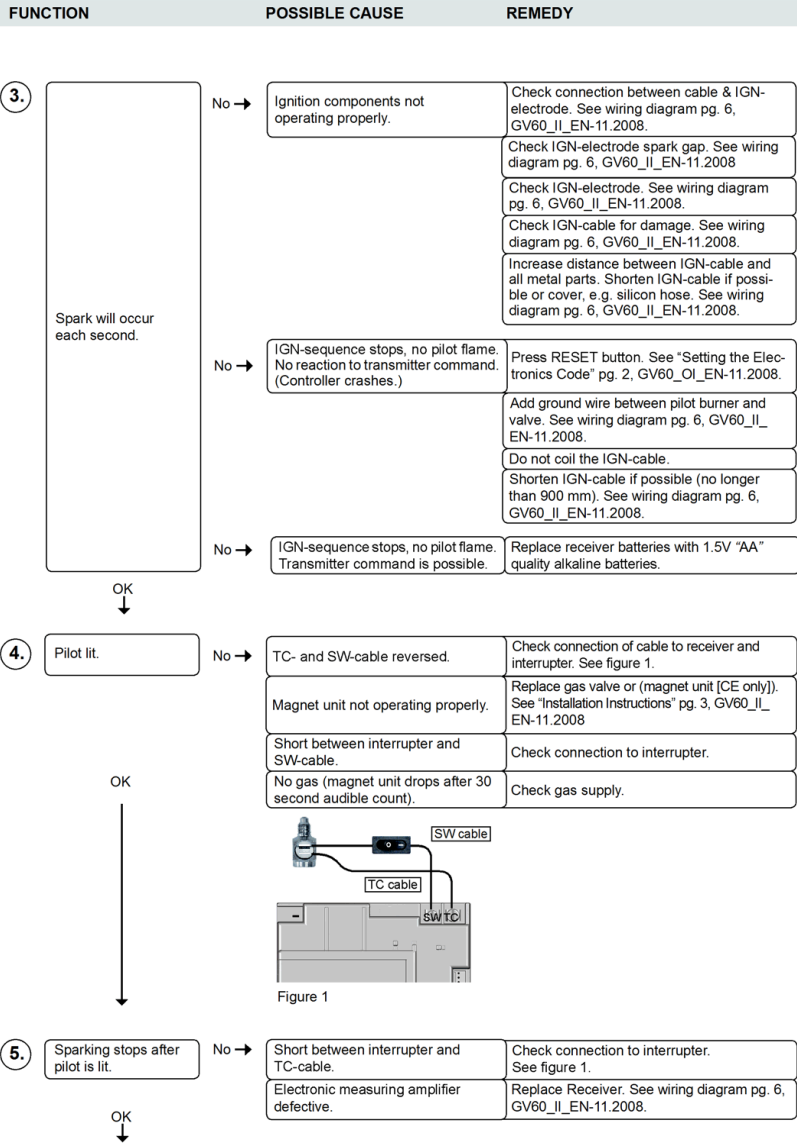 FUNCTION POSSIBLE CAUSE REMEDY
3.
Spark will occur
each second.
No
Ignition components not
operating properly.
Check connection between cable & IGN-
electrode. See wiring diagram pg. 6,
GV60_II_EN-11.2008.
Check IGN-electrode spark gap. See wiring
diagram pg. 6, GV60_II_EN-11.2008
Check IGN-electrode. See wiring diagram
pg. 6, GV60_II_EN-11.2008.
Check IGN-cable for damage. See wiring
diagram pg. 6, GV60_II_EN-11.2008.
Increase distance between IGN-cable and
all metal parts. Shorten IGN-cable if possi-
ble or cover, e.g. silicon hose. See wiring
diagram pg. 6, GV60_II_EN-11.2008.
No
IGN-sequence stops, no pilot flame.
No reaction to transmitter command.
(Controller crashes.)
Press RESET button. See “Setting the Elec-
tronics Code” pg. 2, GV60_OI_EN-11.2008.
Add ground wire between pilot burner and
valve. See wiring diagram pg. 6, GV60_II_
EN-11.2008.
Do not coil the IGN-cable.
Shorten IGN-cable if possible (no longer
than 900 mm). See wiring diagram pg. 6,
GV60_II_EN-11.2008.
No
IGN-sequence stops, no pilot flame.
Transmitter command is possible.
Replace receiver batteries with 1.5V “AA”
quality alkaline batteries.
OK
4.
Pilot lit.
No
TC- and SW-cable reversed.
Check connection of cable to receiver and
interrupter. See figure 1.
Magnet unit not operating properly.
Replace gas valve or (magnet unit [CE only]).
See “Installation Instructions” pg. 3, GV60_II_
EN-11.2008
Short between interrupter and
SW-cable.
Check connection to interrupter.
No gas (magnet unit drops after 30
second audible count).
Check gas supply.
OK
SW cable
TC cable
SW TC
Figure 1
5.
Sparking stops after
pilot is lit.
No
Short between interrupter and
TC-cable.
Check connection to interrupter.
See figure 1.
Electronic measuring amplifier
defective.
Replace Receiver. See wiring diagram pg. 6,
GV60_II_EN-11.2008.
OK